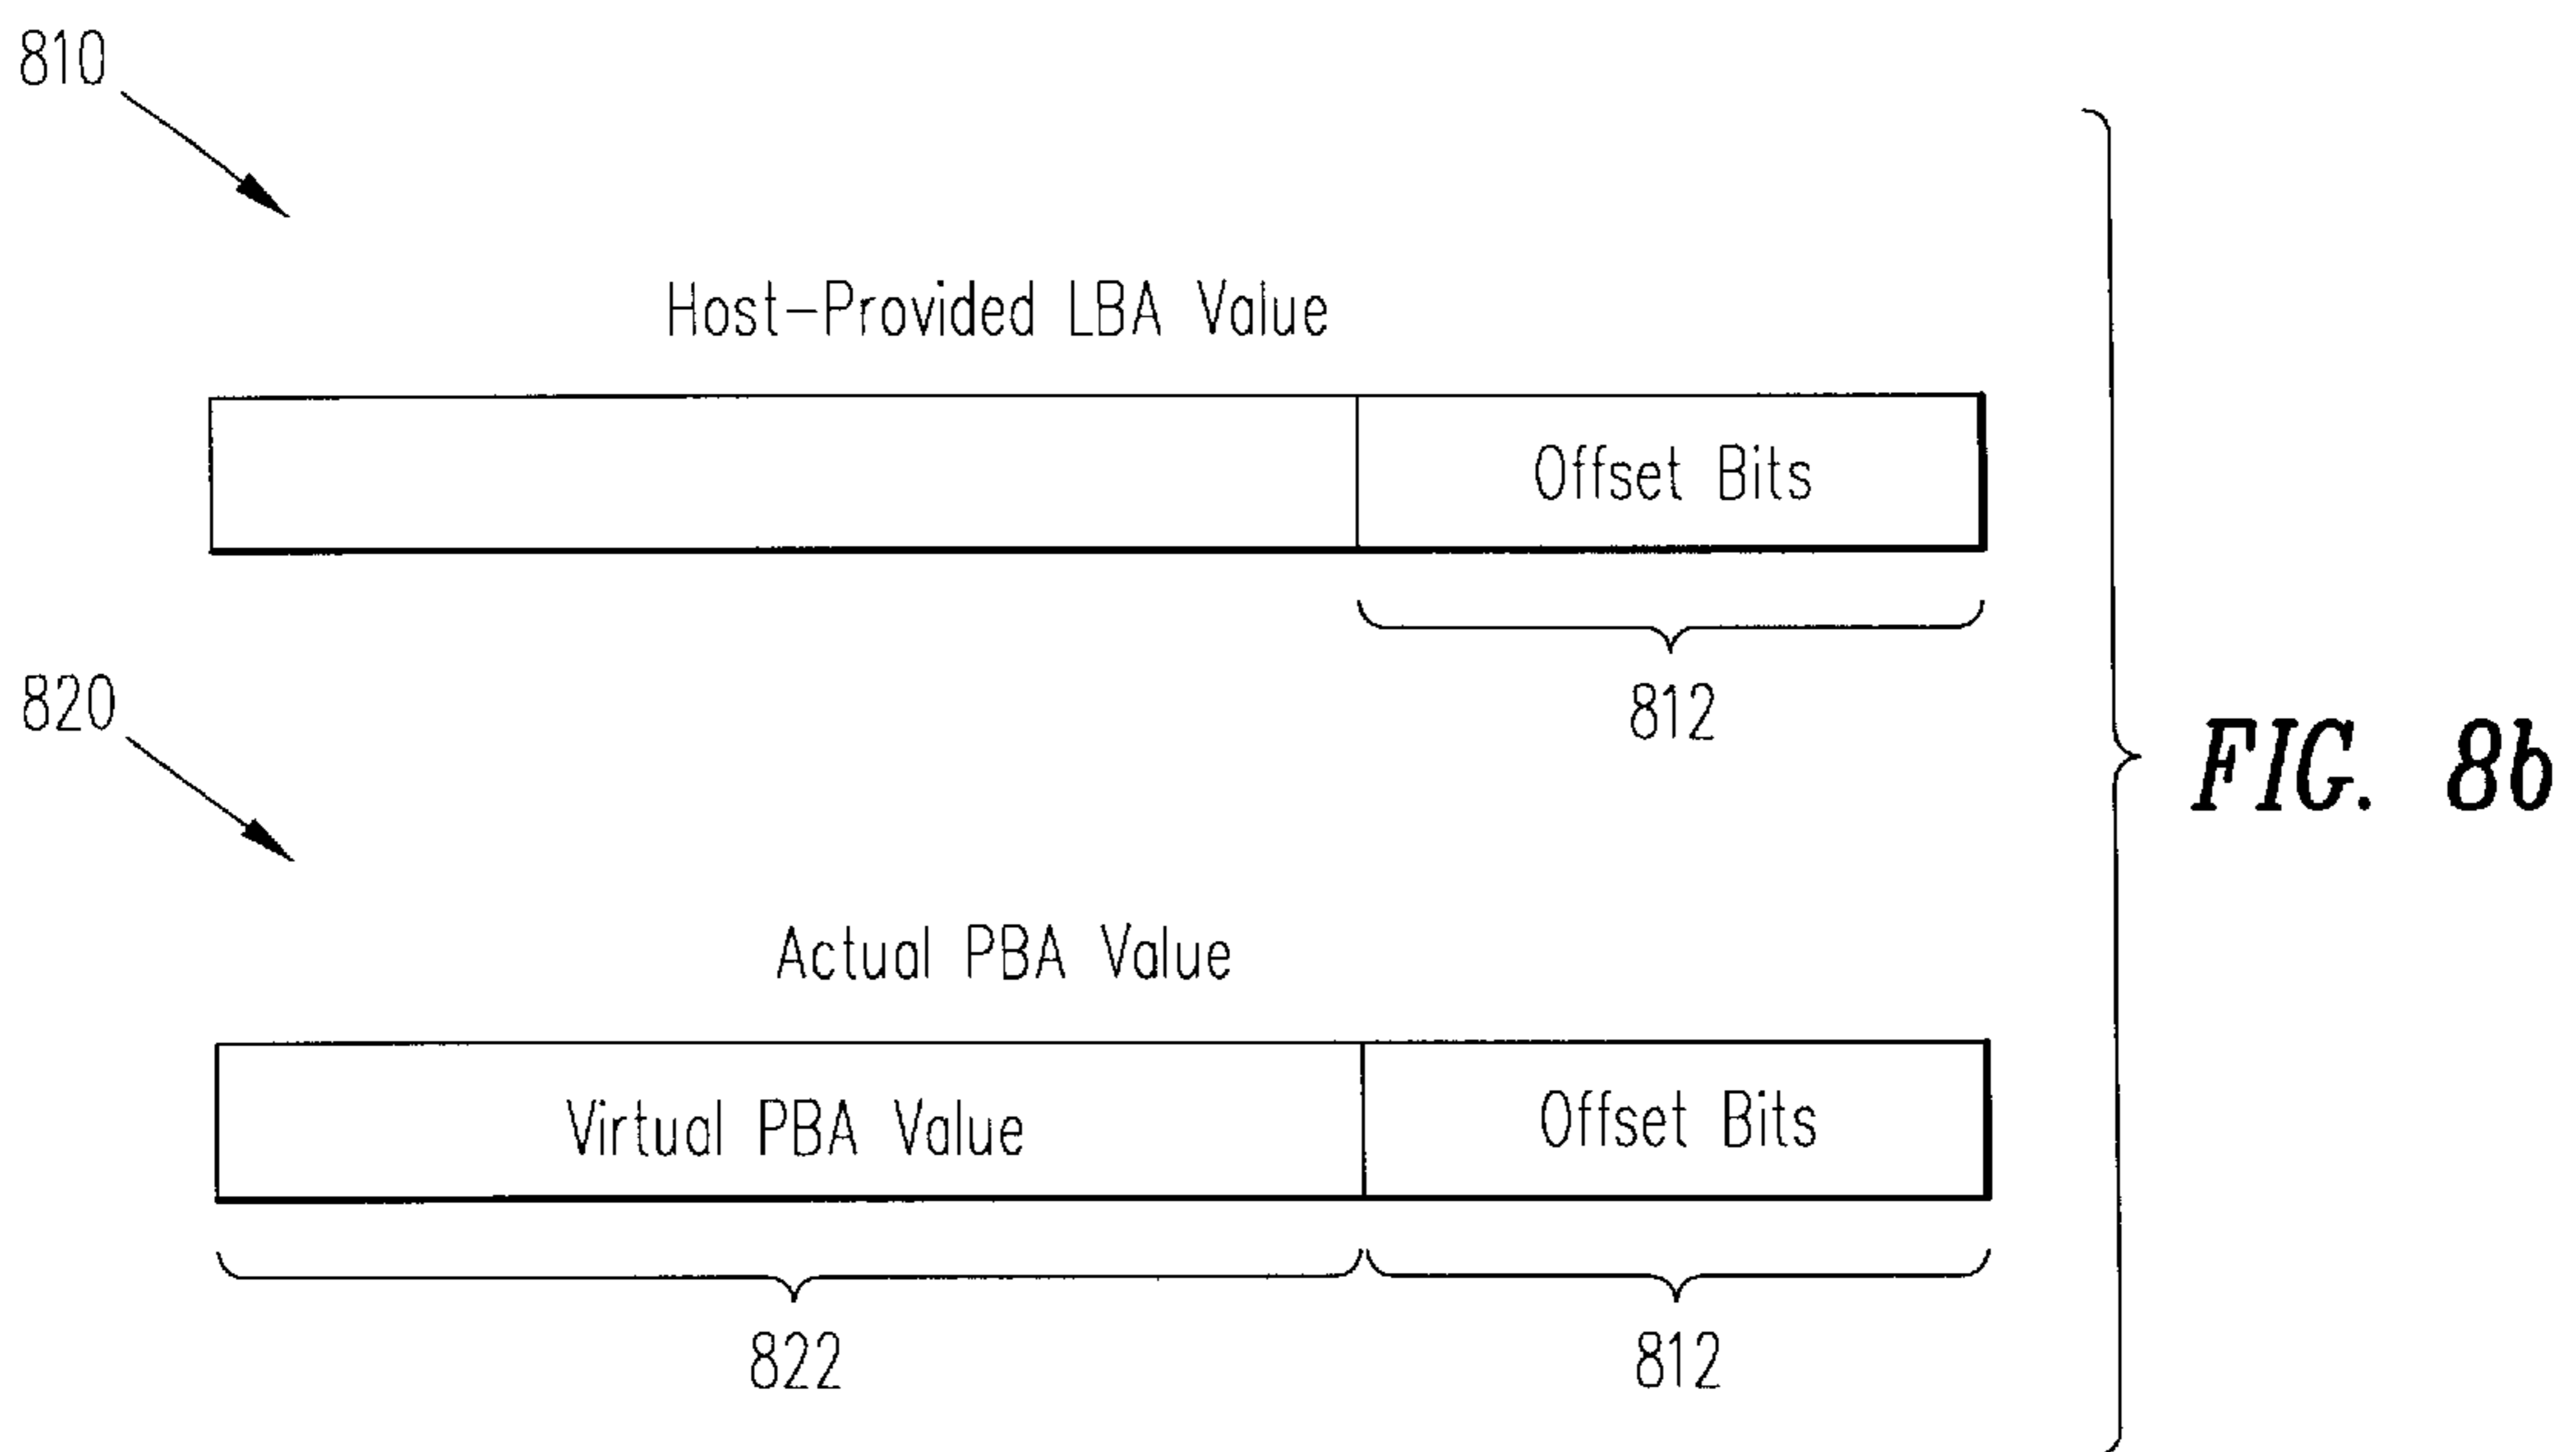 810
Host-Provided LBA Value
Offset Bits
812
820
FIG. 8b
Actual PBA Value
Virtual PBA Value Offset Bits
822 812